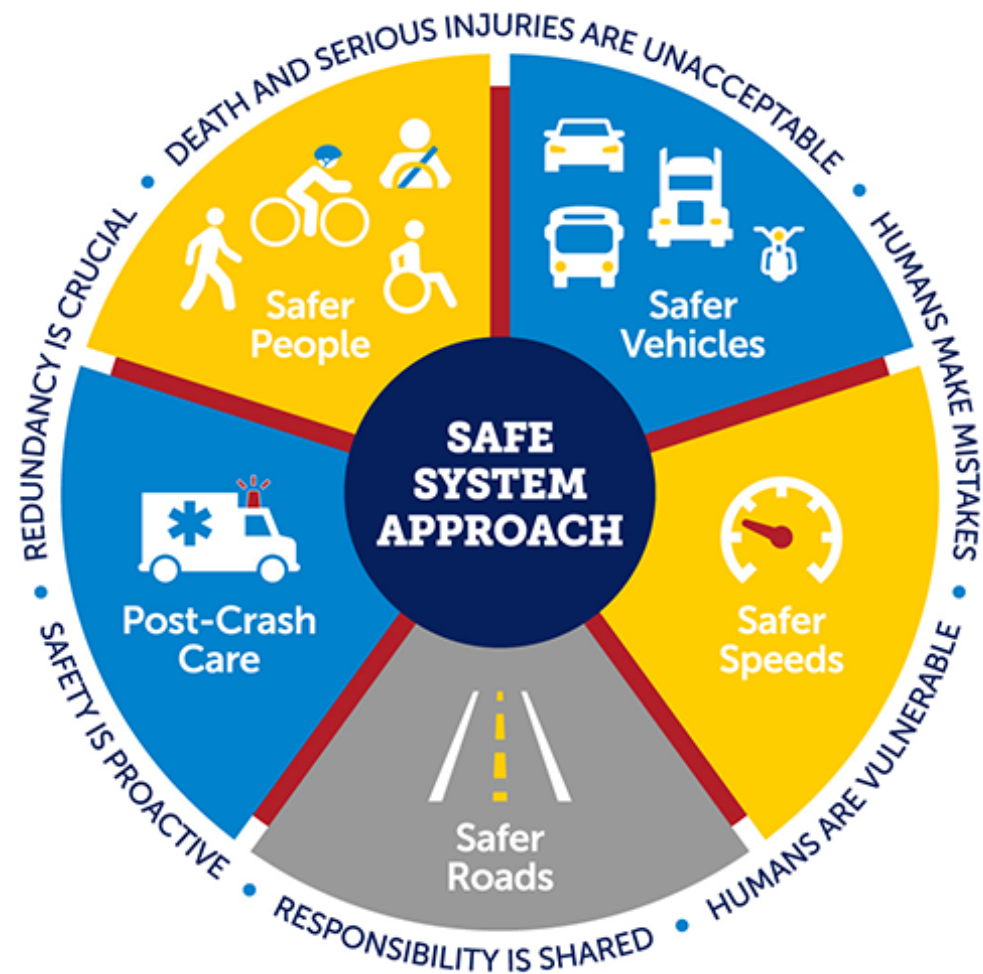 DEATH AND SERIOUS INJURIES ARE UNACCEPTABLE
HUMANS MAKE MISTAKES
HUMANS ARE VULNERABLE
RESPONSIBILITY IS SHARED
SAFETY IS PROACTIVE
REDUNDANCY IS CRUCIAL
Safer
People
Safer
Vehicles
SAFE
SYSTEM
APPROACH
Post-Crash
Care
Safer
Speeds
Safer
Roads